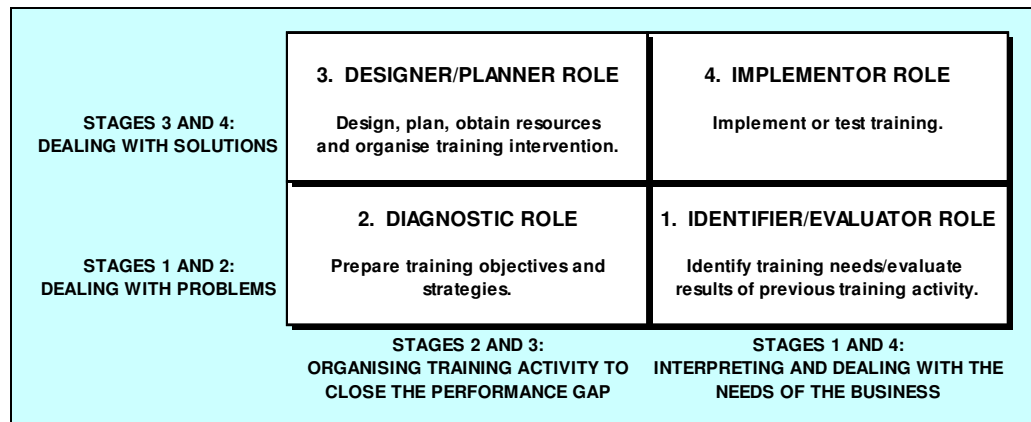 3. DESIGNER/PLANNER ROLE
Design, plan, obtain resources
and organise training intervention.
4. IMPLEMENTOR ROLE
Implement or test training.
STAGES 3 AND 4:
DEALING WITH SOLUTIONS
2. DIAGNOSTIC ROLE
Prepare training objectives and
strategies.
1. IDENTIFIER/EVALUATOR ROLE
Identify training needs/evaluate
results of previous training activity.
STAGES 1 AND 2:
DEALING WITH PROBLEMS
STAGES 2 AND 3:
ORGANISING TRAINING ACTIVITY TO
CLOSE THE PERFORMANCE GAP
STAGES 1 AND 4:
INTERPRETING AND DEALING WITH THE
NEEDS OF THE BUSINESS